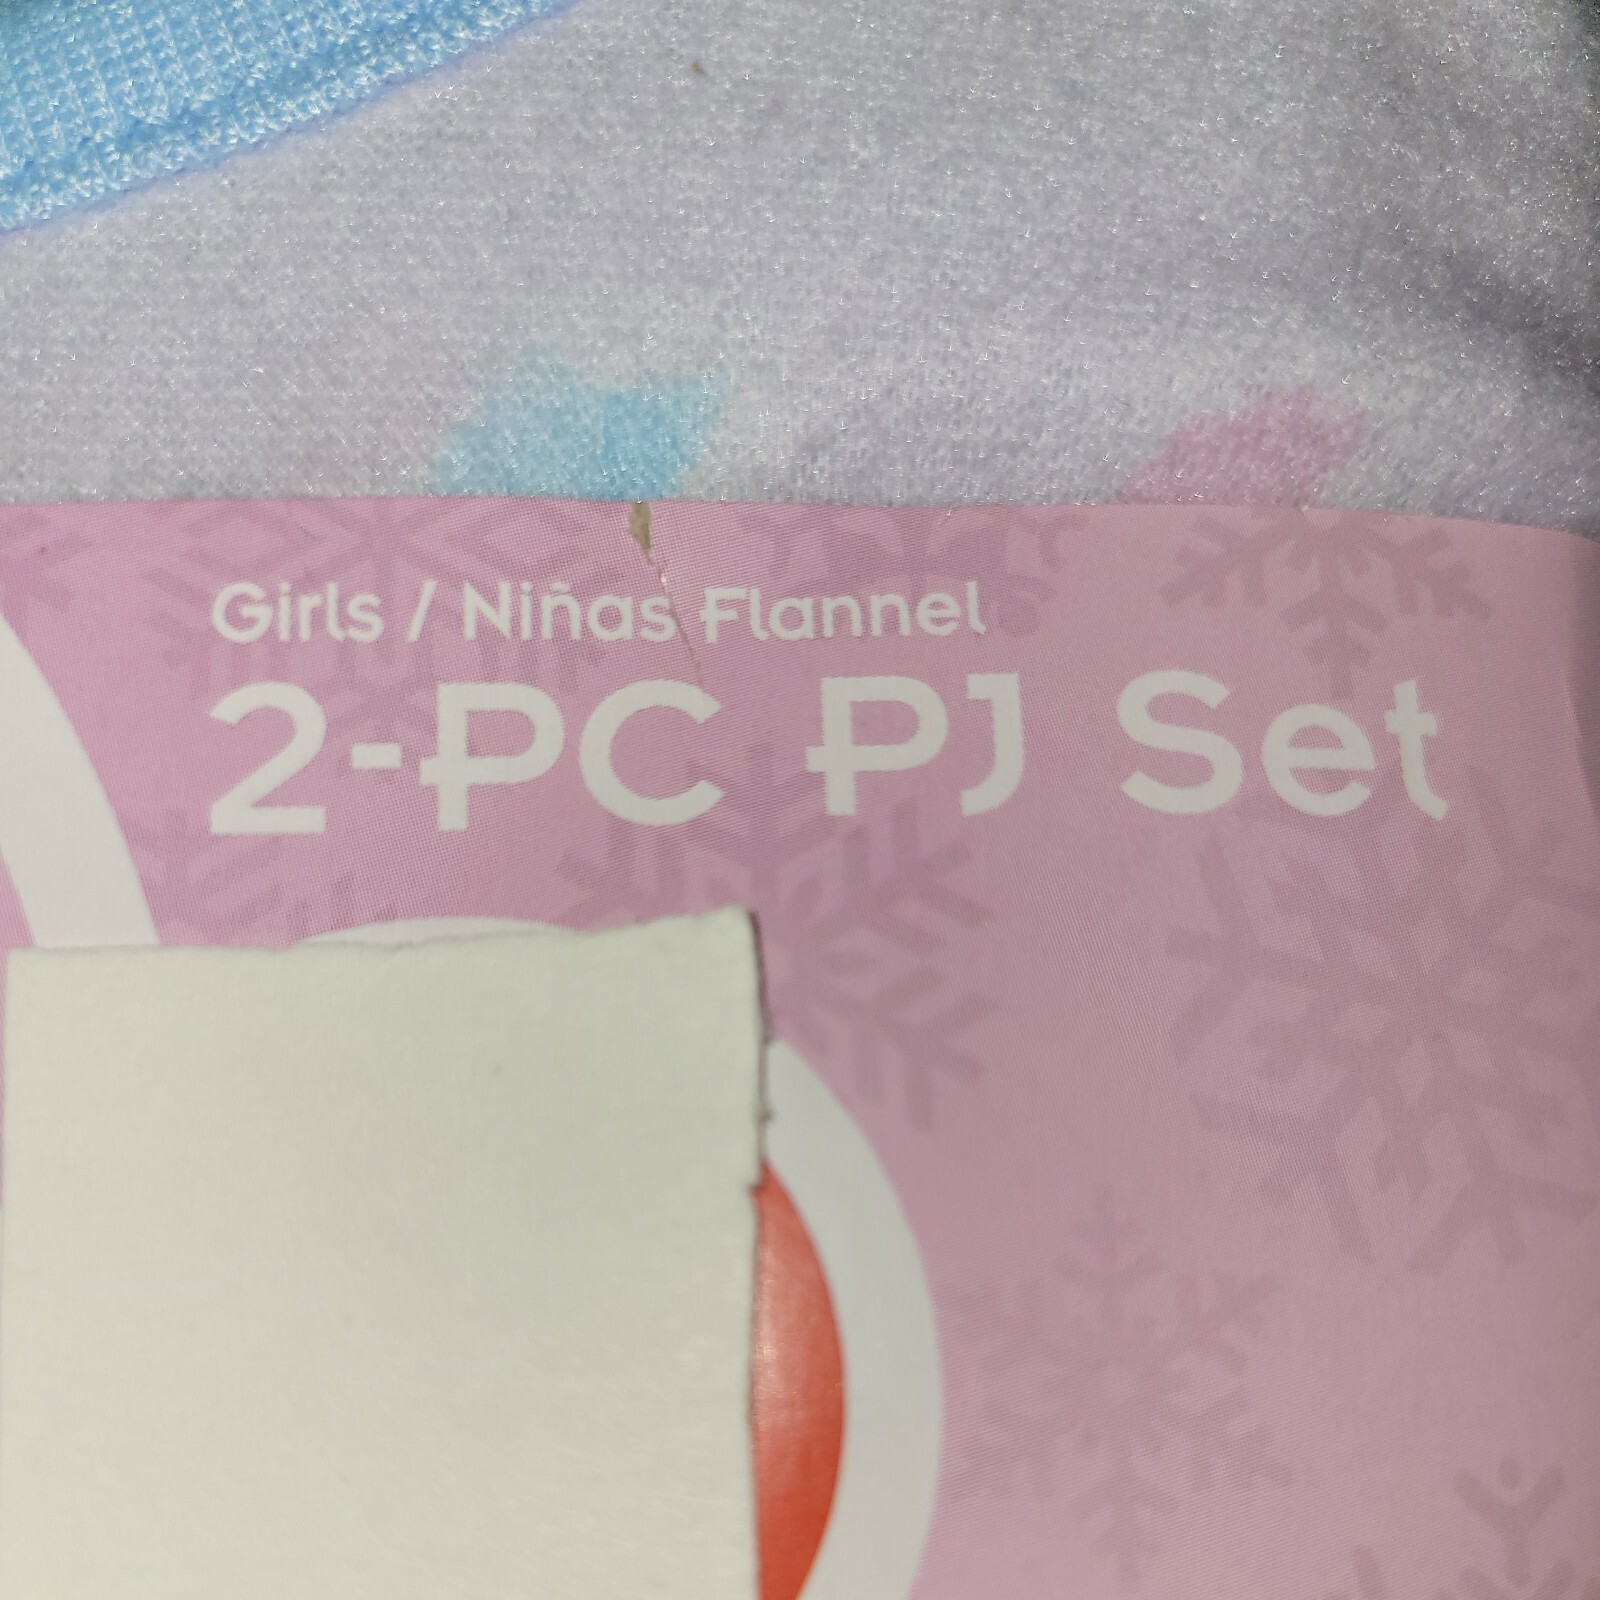 Girls / Niñas Flannel
2-PC PJ Set